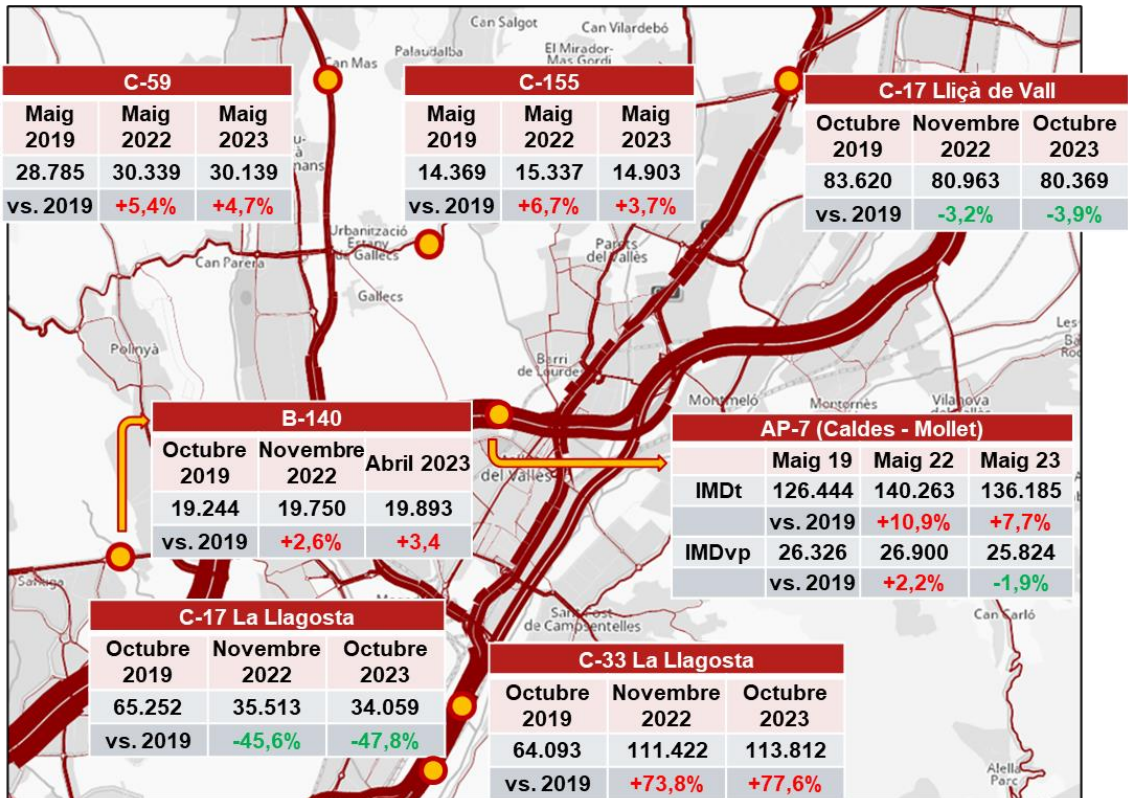 Can Salgot
Can Vilardebó
Palaudalba
El Mirador-
Mas Gordi
Can Mas
C-59
Maig 2019 Maig 2022 Maig 2023
28.785 30.339 30.139
vs. 2019 +5,4% +4,7%
C-155
Maig 2019 Maig 2022 Maig 2023
14.369 15.337 14.903
vs. 2019 +6,7% +3,7%
C-17 Lliçà de Vall
Octubre 2019 Novembre 2022 Octubre 2023
83.620 80.963 80.369
vs. 2019 -3,2% -3,9%
Urbanització
Estany
de Gallecs
Can Parera
Gallecs
Parets
del Vallès
Polinyà
Barri
de Lourdes
Montmeló
Montornès
Vilanova
B-140
Octubre 2019 Novembre 2022 Abril 2023
19.244 19.750 19.893
vs. 2019 +2,6% +3,4
del Vallès
AP-7 (Caldes - Mollet)
Maig 19 Maig 22 Maig 23
IMDt 126.444 140.263 136.185
vs. 2019 +10,9% +7,7%
IMDvp 26.326 26.900 25.824
vs. 2019 +2,2% -1,9%
de Campsentelles
Can Carló
C-17 La Llagosta
Octubre 2019 Novembre 2022 Octubre 2023
65.252 35.513 34.059
vs. 2019 -45,6% -47,8%
C-33 La Llagosta
Octubre 2019 Novembre 2022 Octubre 2023
64.093 111.422 113.812
vs. 2019 +73,8% +77,6%
Alella
Parc